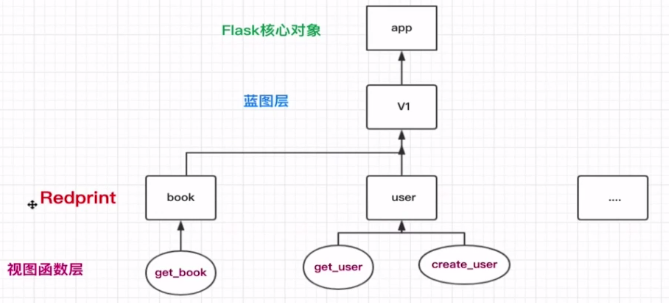 Flask核心对象
app
蓝图层
V1
Redprint
book
user
....
视图函数层
get_book
get_user
create_user